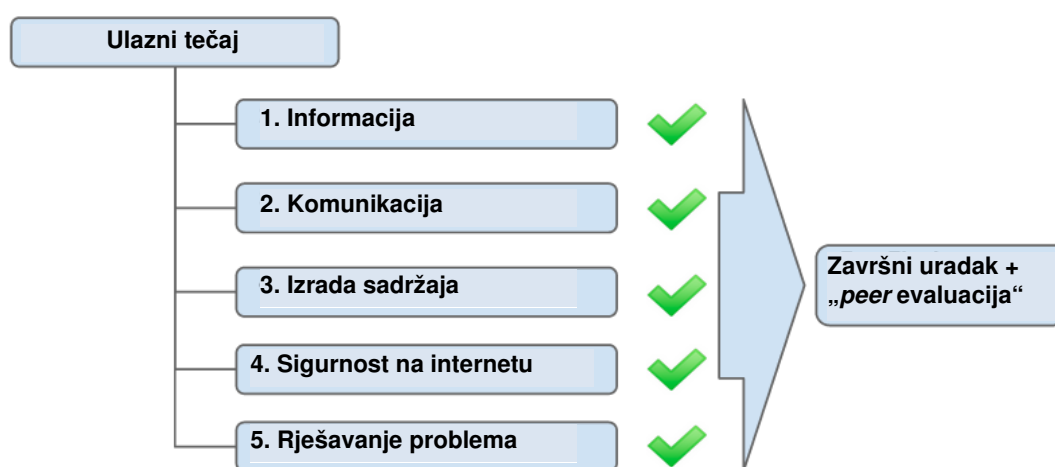 Ulazni tečaj
1. Informacija
2. Komunikacija
3. Izrada sadržaja
4. Sigurnost na internetu
5. Rješavanje problema
Završni uradak +
„peer evaluacija“